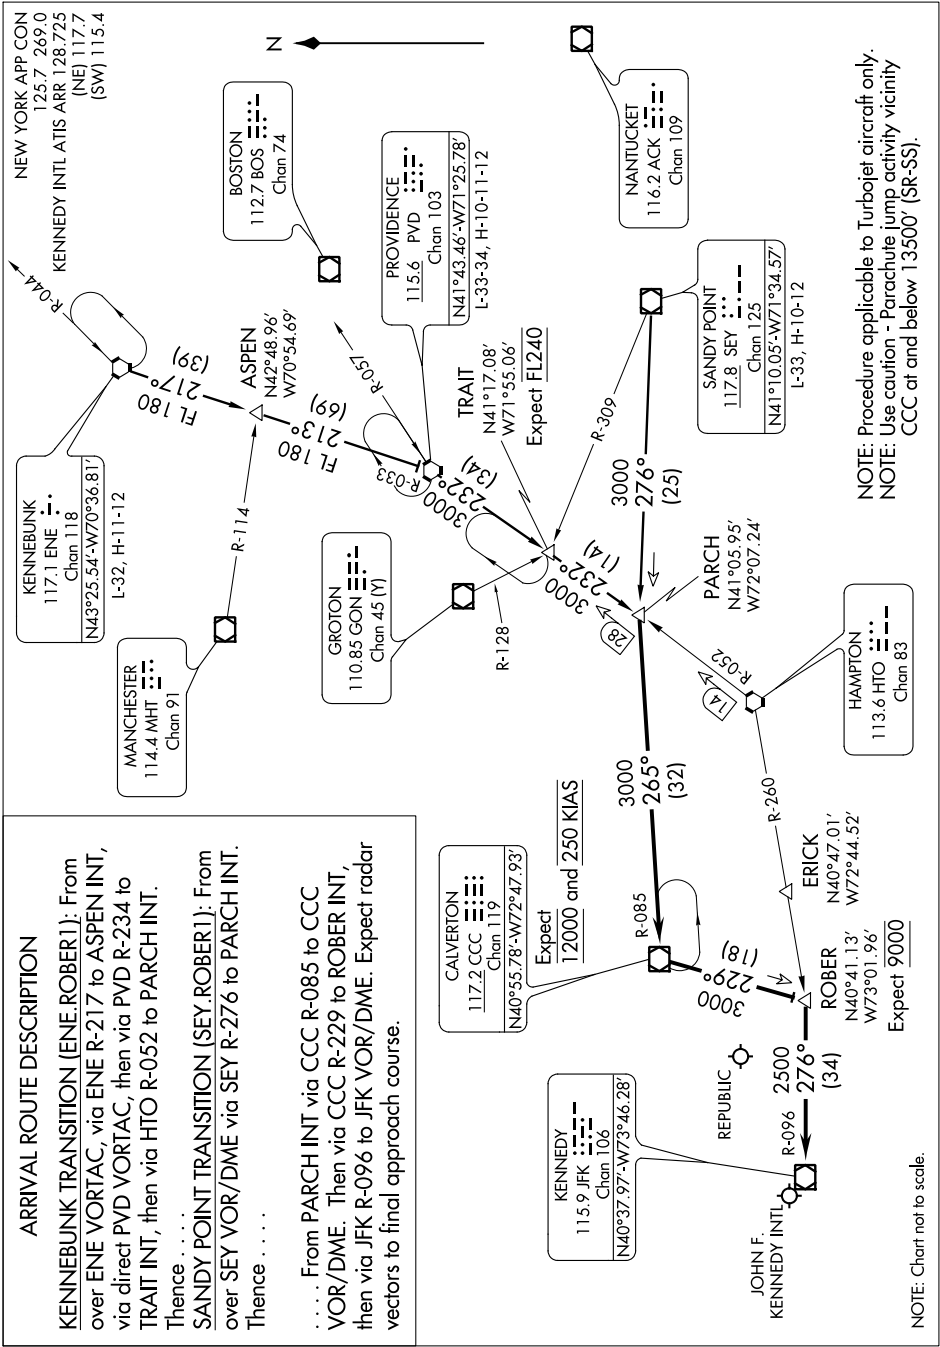 ARRIVAL ROUTE DESCRIPTION
KENNEBUNK TRANSITION (ENE.ROBER1): From
over ENE VORTAC, via ENE R-217 to ASPEN INT,
via direct PVD VORTAC, then via PVD R-234 to
TRAIT INT, then via HTO R-052 to PARCH INT.
Thence . . . .
SANDY POINT TRANSITION (SEY.ROBER1): From
over SEY VOR/DME via SEY R-276 to PARCH INT.
Thence . . . .
. . . . From PARCH INT via CCC R-085 to CCC
VOR/DME. Then via CCC R-229 to ROBER INT,
then via JFK R-096 to JFK VOR/DME. Expect radar
vectors to final approach course.
NEW YORK APP CON
125.7 269.0
KENNEDY INTL ATIS ARR 128.725
(NE) 117.7
(SW) 115.4
N
KENNEBUNK
117.1 ENE
Chan 118
N43°25.54'-W70°36.81'
L-32, H-11-12
R-044
FL 180
217°
(39)
MANCHESTER
114.4 MHT
Chan 91
R-114
ASPEN
N42°48.96'
W70°54.69'
FL 180
213°
(69)
BOSTON
112.7 BOS
Chan 74
R-057
R-033
PROVIDENCE
115.6 PVD
Chan 103
N41°43.46'-W71°25.78'
L-33-34, H-10-11-12
3000
232°
(34)
GROTON
110.85 GON
Chan 45 (Y)
R-128
TRAIT
N41°17.08'
W71°55.06'
Expect FL240
R-309
3000
232°
(14)
NANTUCKET
116.2 ACK
Chan 109
SANDY POINT
117.8 SEY
Chan 125
N41°10.05'-W71°34.57'
L-33, H-10-12
3000
276°
(25)
28
PARCH
N41°05.95'
W72°07.24'
R-052
14
HAMPTON
113.6 HTO
Chan 83
R-260
3000
265°
(32)
Expect
12000 and 250 KIAS
CALVERTON
117.2 CCC
Chan 119
N40°55.78'-W72°47.93'
R-085
3000
229°
(18)
ERICK
N40°47.01'
W72°44.52'
ROBER
N40°41.13'
W73°01.96'
Expect 9000
REPUBLIC
2500
276°
(34)
R-096
KENNEDY
115.9 JFK
Chan 106
N40°37.97'-W73°46.28'
JOHN F.
KENNEDY INTL
NOTE: Procedure applicable to Turbojet aircraft only.
NOTE: Use caution - Parachute jump activity vicinity
CCC at and below 13500' (SR-SS).
NOTE: Chart not to scale.